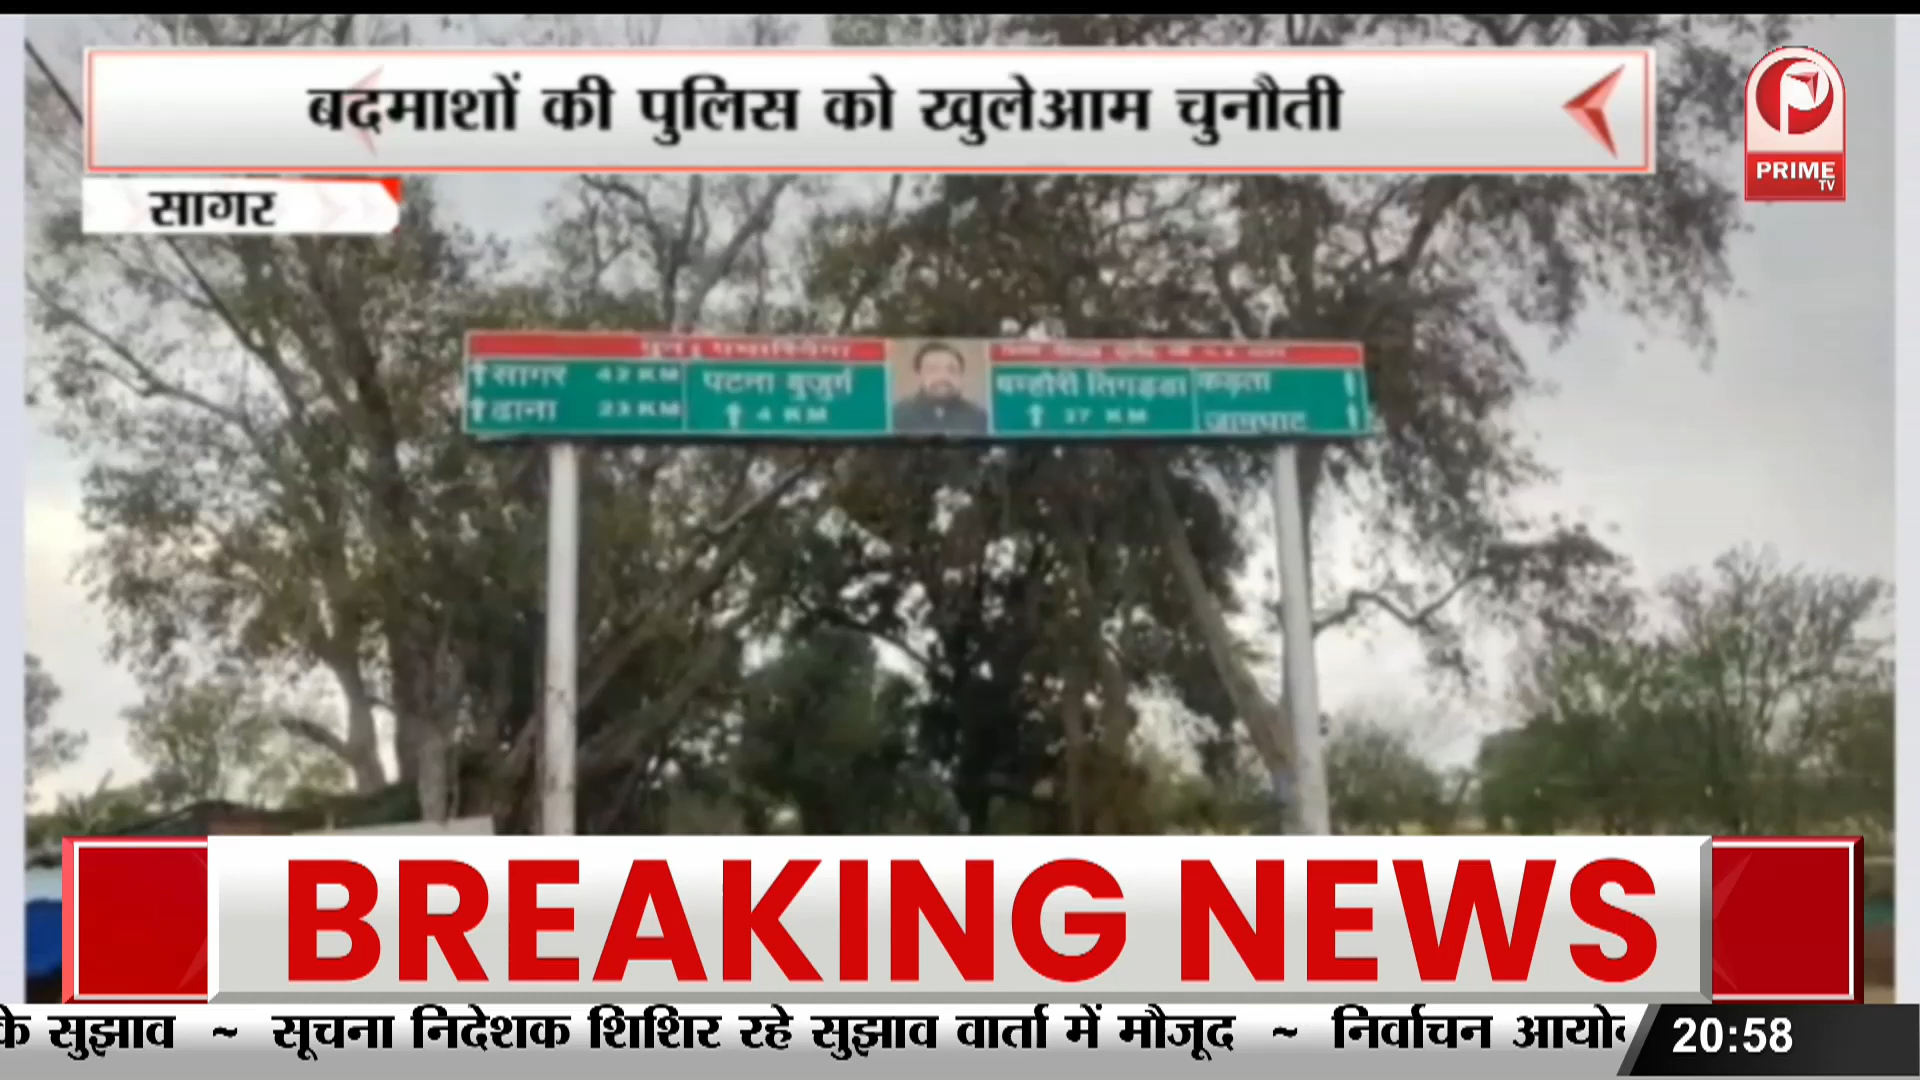 बदमाशों की पुलिस को खुलेआम चुनौती
PRIME
TV
सागर
सागर 42 KM
ढाना 23 KM
पटना बुजुर्ग
4 KM
तिगड्डा
KM
BREAKING NEWS
के सुझाव ~ सूचना निदेशक शिशिर रहे सुझाव वार्ता में मौजूद ~ निर्वाचन
20:58